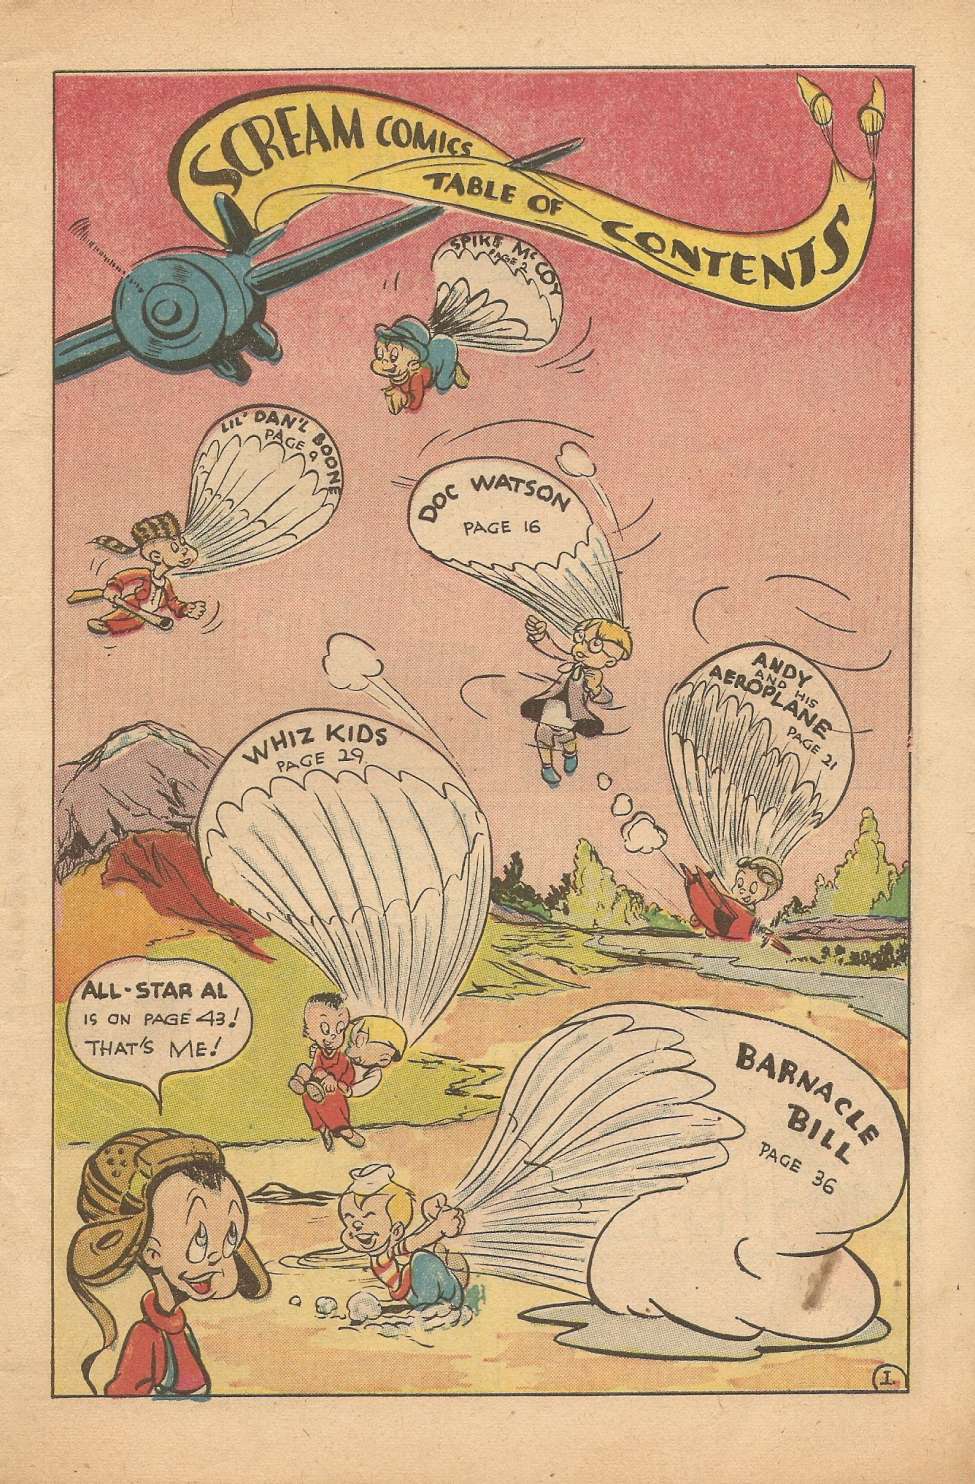 SCREAM COMICS
TABLE OF CONTENTS
SPIKE McCOY
PAGE 2
LIL' DAN'L BOONE
PAGE 9
DOC WATSON
PAGE 16
ANDY
AND HIS
AEROPLANE
PAGE 21
WHIZ KIDS
PAGE 29
ALL-STAR AL
IS ON PAGE 43!
THAT'S ME!
BARNACLE
BILL
PAGE 36
1.